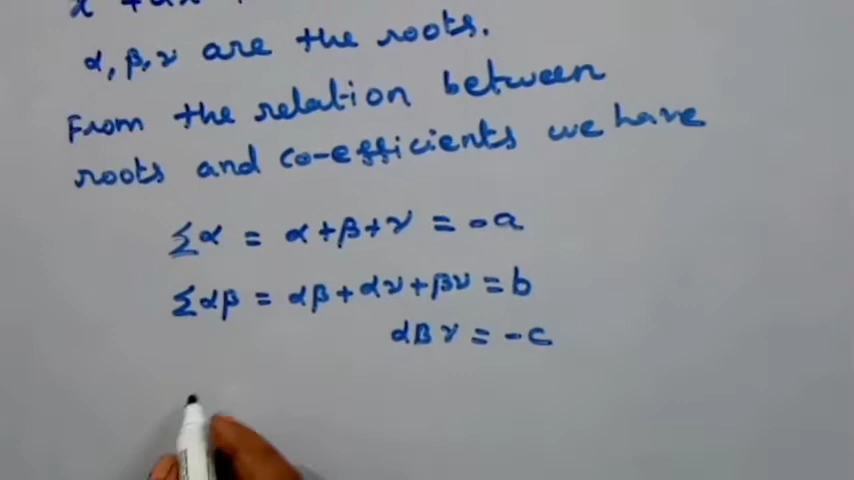 α, β, γ are the roots.
From the relation between
roots and co-efficients we have
Σα = α+β+γ = -a
Σαβ = αβ+αγ+βγ = b
αβγ = -c